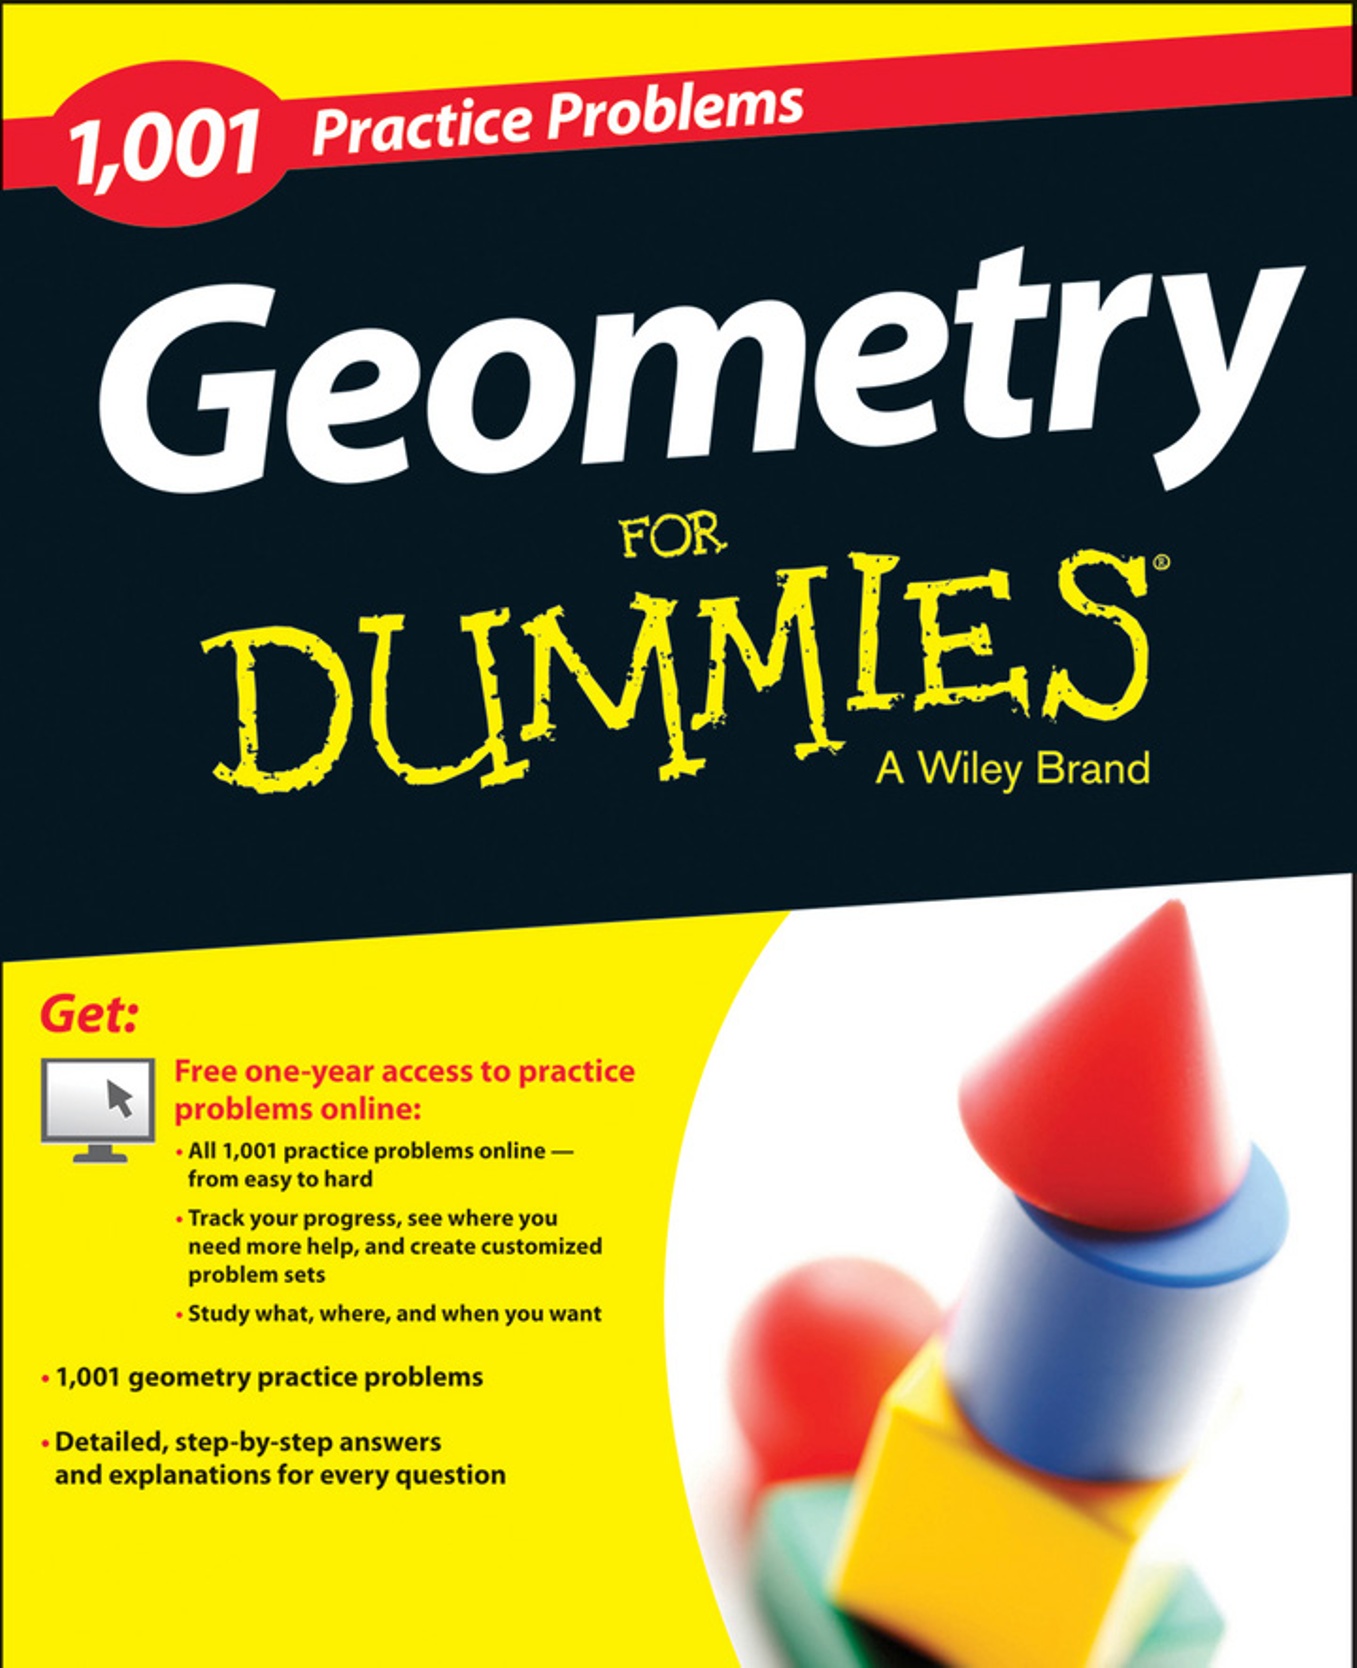 1,001 Practice Problems
Geometry
FOR
DUMMIES®
A Wiley Brand
Get:
Free one-year access to practice
problems online:
• All 1,001 practice problems online —
from easy to hard
• Track your progress, see where you
need more help, and create customized
problem sets
• Study what, where, and when you want
• 1,001 geometry practice problems
• Detailed, step-by-step answers
and explanations for every question